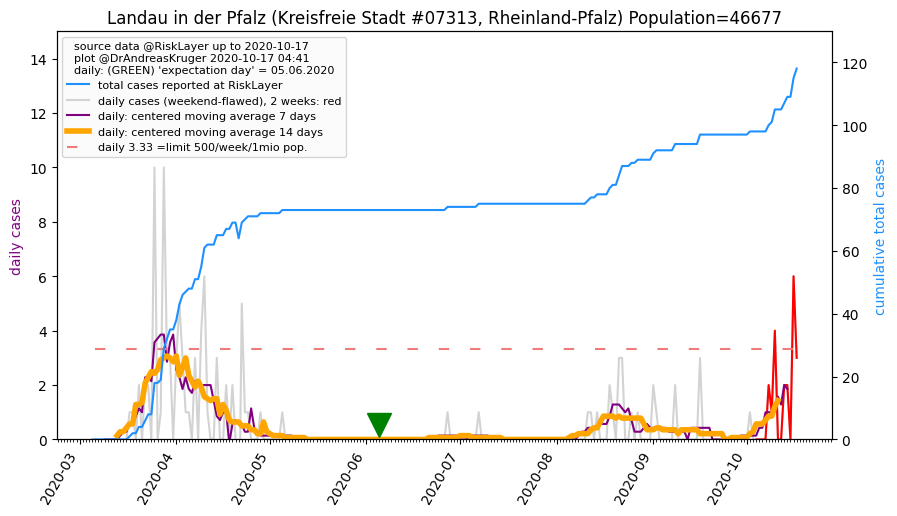 Landau in der Pfalz (Kreisfreie Stadt #07313, Rheinland-Pfalz) Population=46677
source data @RiskLayer up to 2020-10-17
plot @DrAndreasKruger 2020-10-17 04:41
daily: (GREEN) 'expectation day' = 05.06.2020
total cases reported at RiskLayer
daily cases (weekend-flawed), 2 weeks: red
daily: centered moving average 7 days
daily: centered moving average 14 days
daily 3.33 =limit 500/week/1mio pop.
daily cases
14
12
10
8
6
4
2
0
120
100
80
60
40
20
0
cumulative total cases
2020-03
2020-04
2020-05
2020-06
2020-07
2020-08
2020-09
2020-10